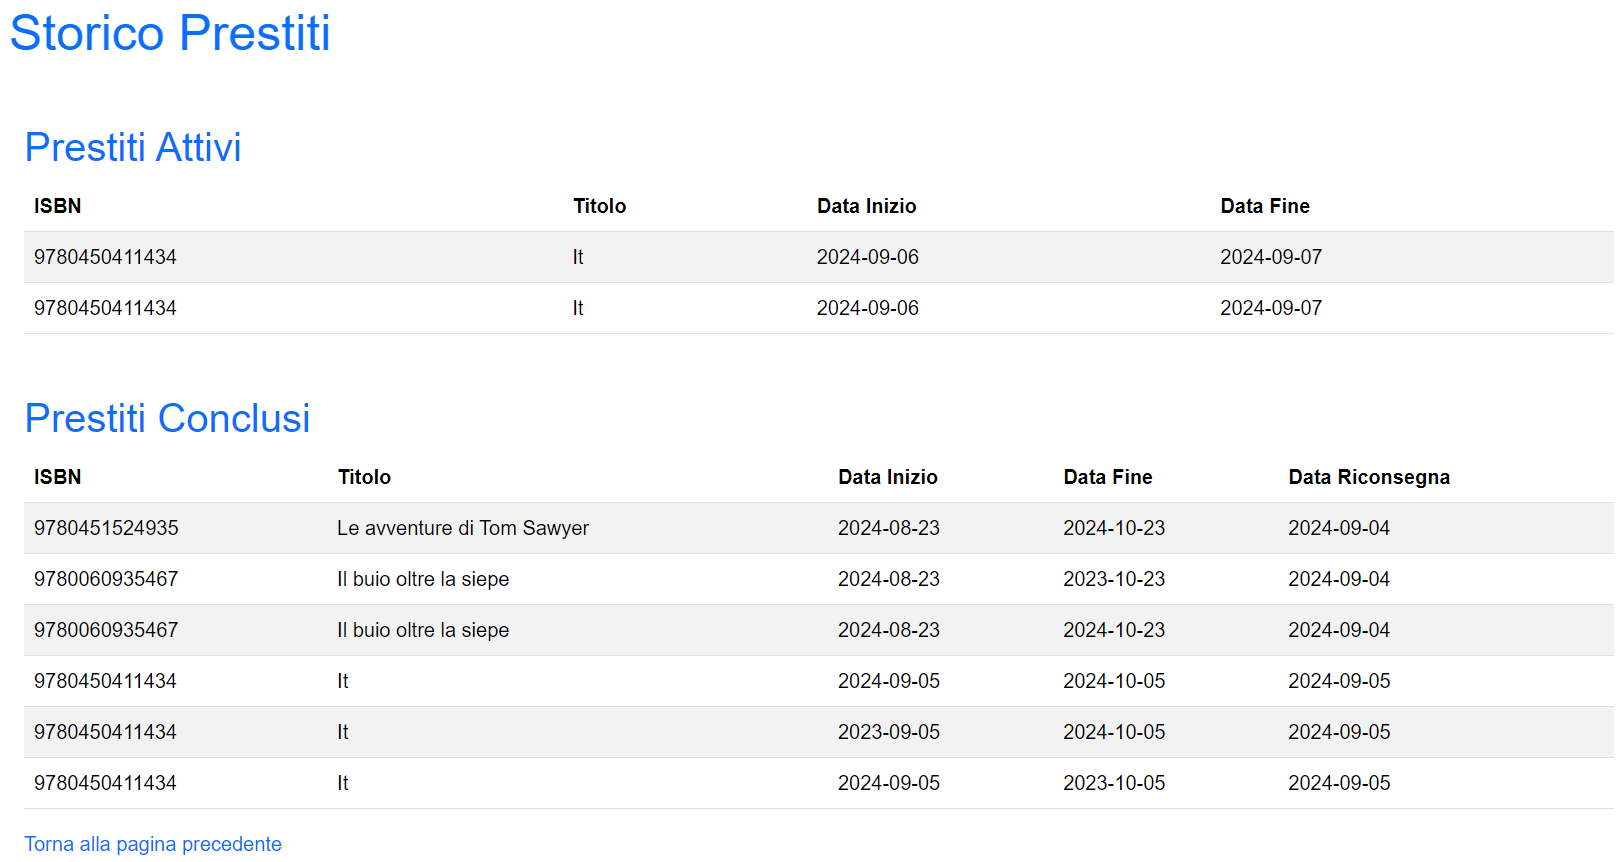 Storico Prestiti
Prestiti Attivi
ISBN Titolo Data Inizio Data Fine
9780450411434 It 2024-09-06 2024-09-07
9780450411434 It 2024-09-06 2024-09-07
Prestiti Conclusi
ISBN Titolo Data Inizio Data Fine Data Riconsegna
9780451524935 Le avventure di Tom Sawyer 2024-08-23 2024-10-23 2024-09-04
9780060935467 Il buio oltre la siepe 2024-08-23 2023-10-23 2024-09-04
9780060935467 Il buio oltre la siepe 2024-08-23 2024-10-23 2024-09-04
9780450411434 It 2024-09-05 2024-10-05 2024-09-05
9780450411434 It 2023-09-05 2024-10-05 2024-09-05
9780450411434 It 2024-09-05 2023-10-05 2024-09-05
Torna alla pagina precedente